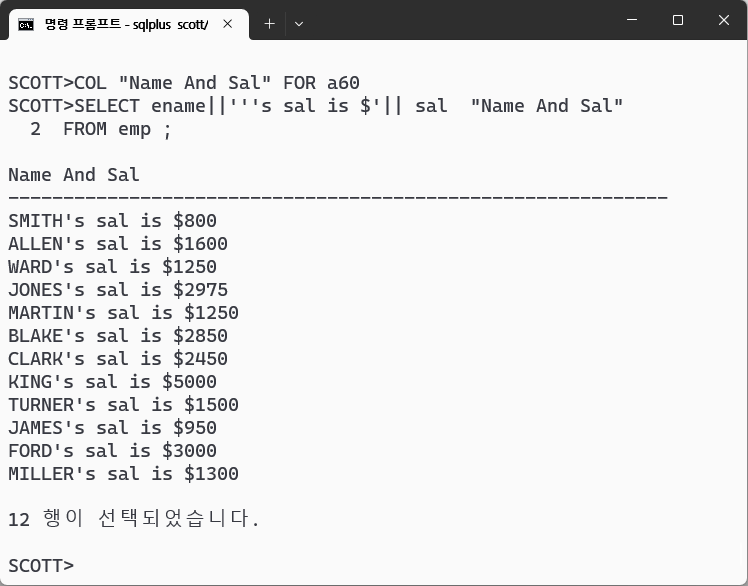 명령 프롬프트 - sqlplus scott/
SCOTT>COL "Name And Sal" FOR a60
SCOTT>SELECT ename||'''s sal is $'|| sal  "Name And Sal"
  2  FROM emp ;
Name And Sal
------------------------------------------------------------
SMITH's sal is $800
ALLEN's sal is $1600
WARD's sal is $1250
JONES's sal is $2975
MARTIN's sal is $1250
BLAKE's sal is $2850
CLARK's sal is $2450
KING's sal is $5000
TURNER's sal is $1500
JAMES's sal is $950
FORD's sal is $3000
MILLER's sal is $1300
12 행이 선택되었습니다.
SCOTT>